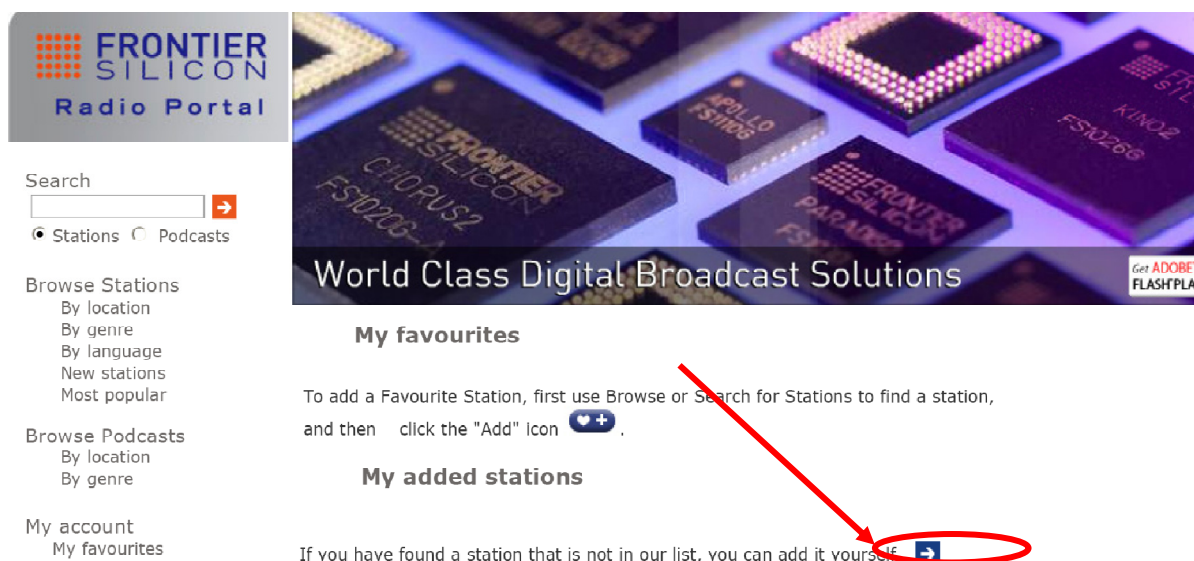 FRONTIER
SILICON
Radio Portal
Search
Stations Podcasts
Browse Stations
By location
By genre
By language
New stations
Most popular
Browse Podcasts
By location
By genre
My account
My favourites
FRONTIER
SILICON
CHORUS2
FS1020G-A
APOLLO
FS1110G
FRONTIER
SILICON
PARADISO
KINO2
FS1026G
World Class Digital Broadcast Solutions
Get ADOBE
FLASH PLA
My favourites
To add a Favourite Station, first use Browse or Search for Stations to find a station,
and then click the "Add" icon .
My added stations
If you have found a station that is not in our list, you can add it yourself